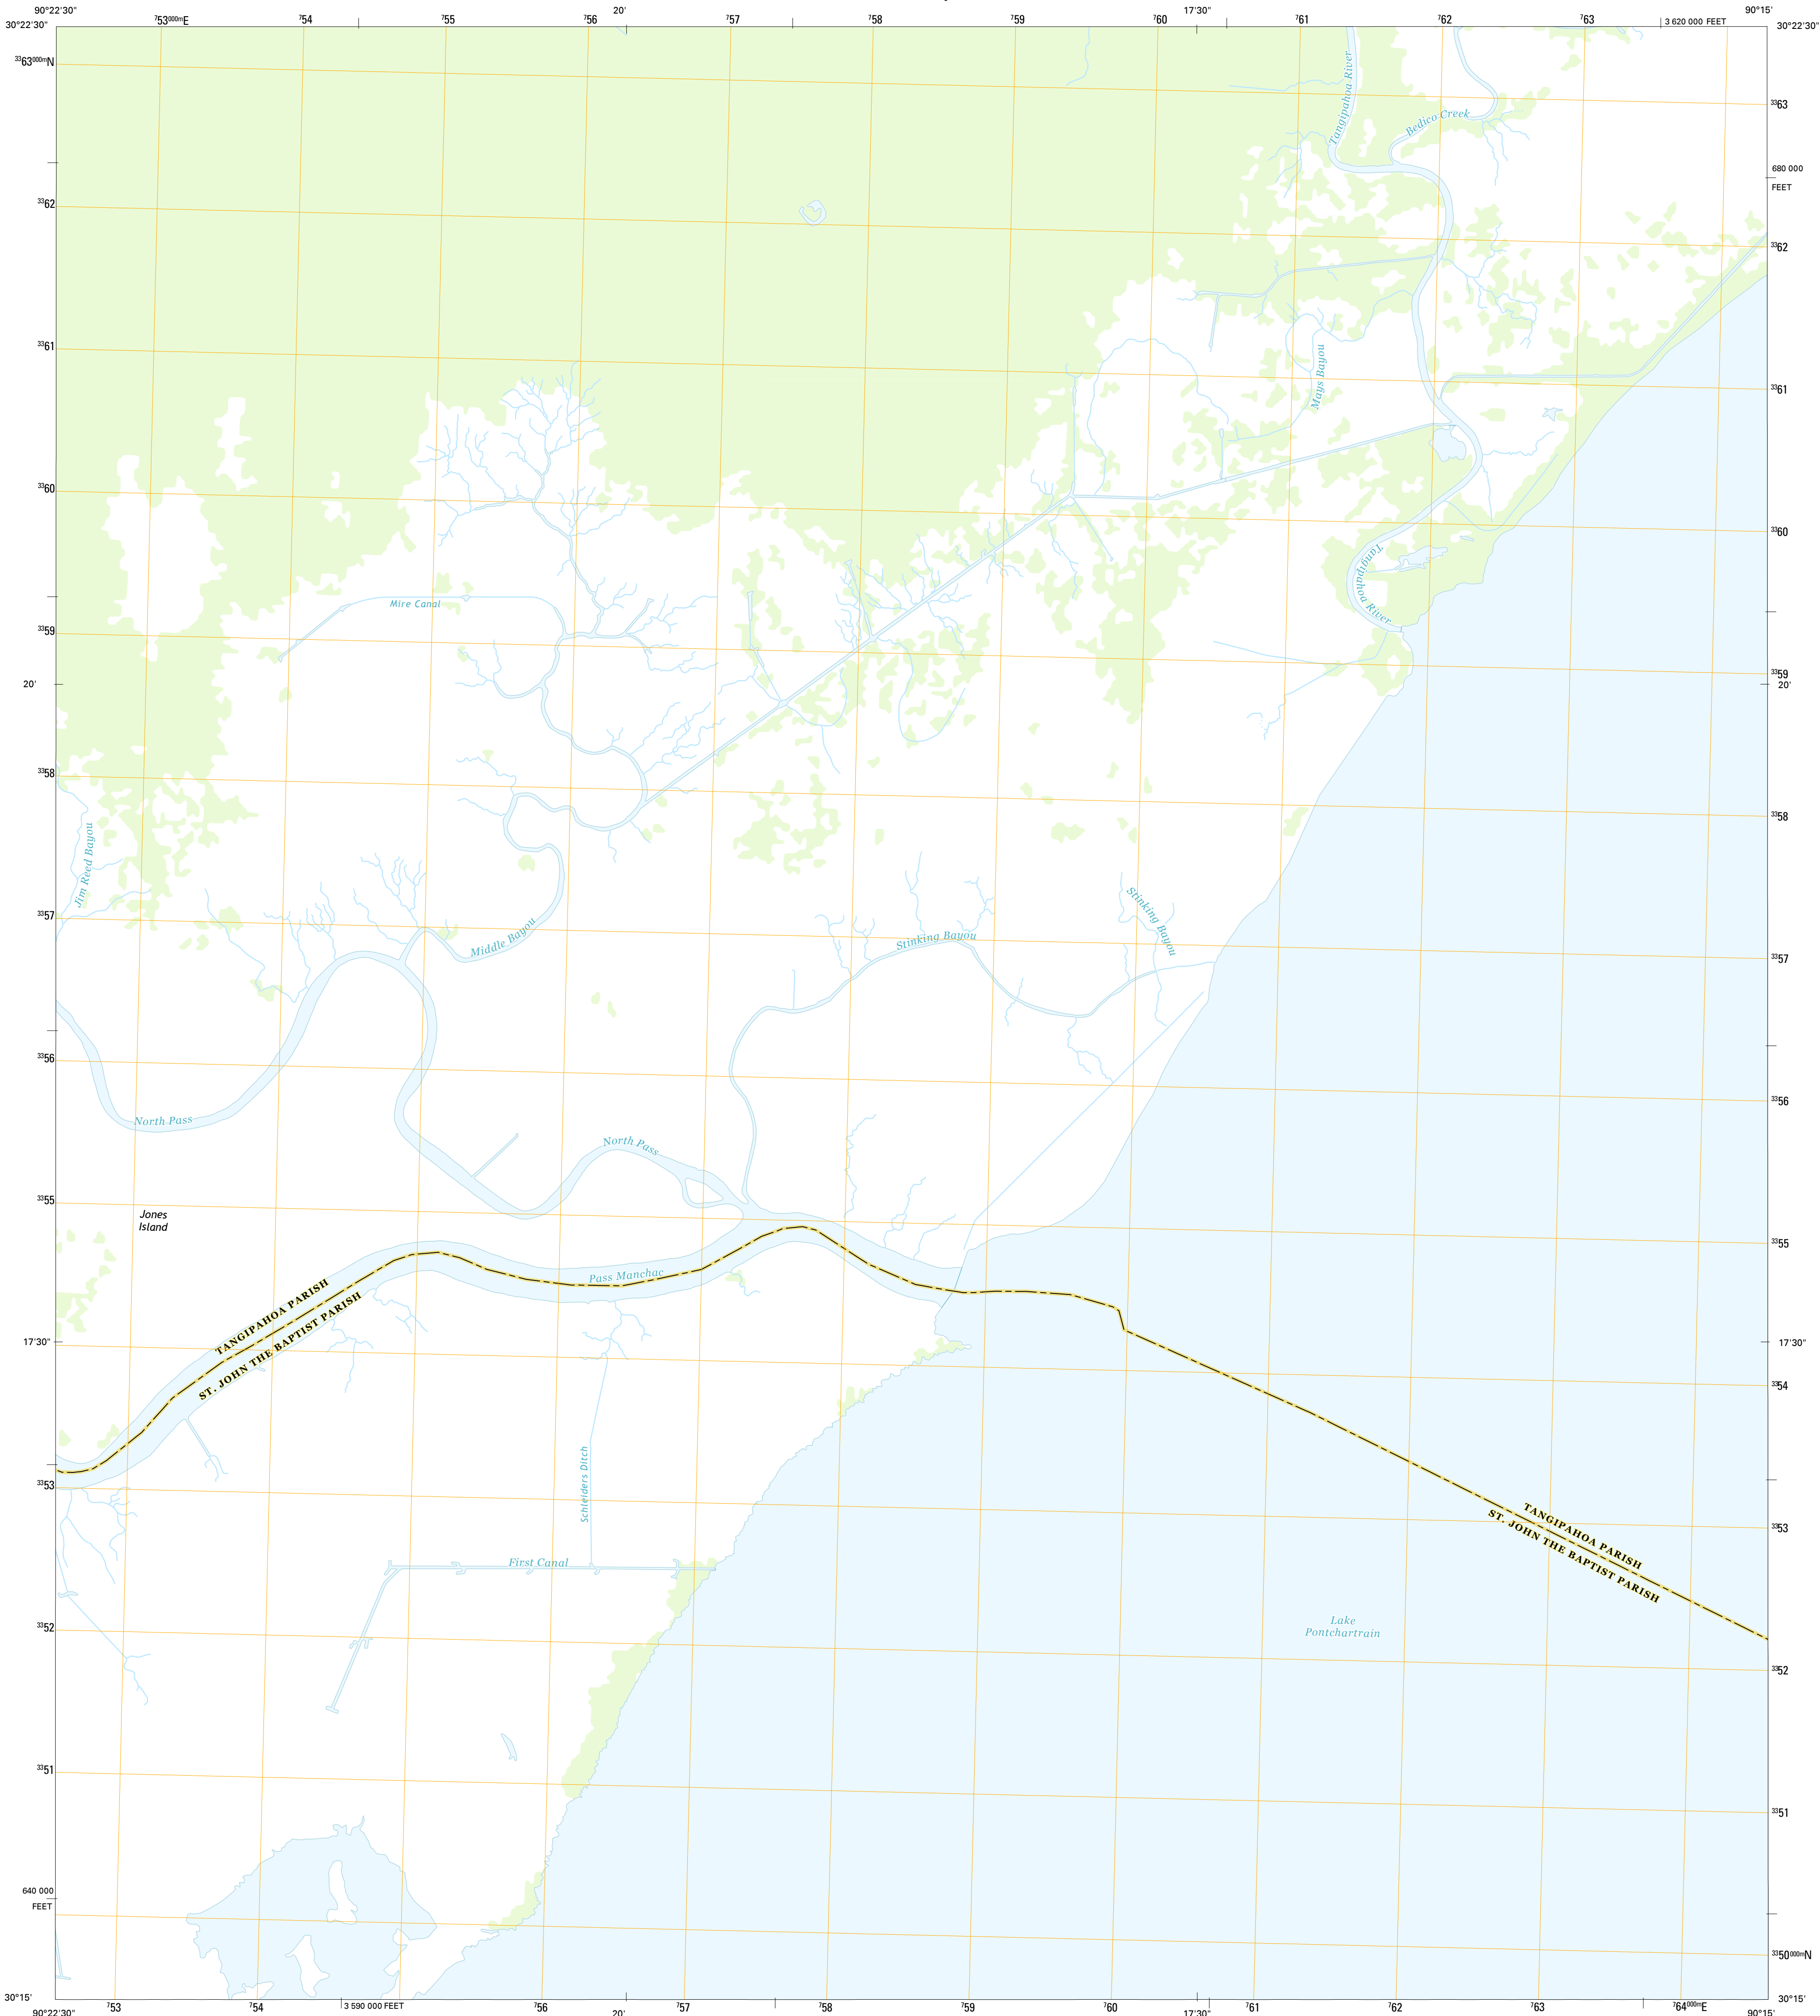 90°22'30" 20' 17'30" 90°15'
⁷53⁰⁰⁰ᵐE ⁷54 ⁷55 ⁷56 ⁷57 ⁷58 ⁷59 ⁷60 ⁷61 ⁷62 ⁷63 3 620 000 FEET
30°22'30" 30°22'30"
³³63⁰⁰⁰ᵐN
Tangipahoa River
³³63
Bedico Creek
680 000
FEET
³³62
³³62
³³61
Mays Bayou
³³61
³³60
³³60
Tangipahoa River
Mire Canal
³³59
³³59
20' 20'
³³58
³³58
Jim Reed Bayou
³³57
Stinking Bayou
Middle Bayou
Stinking Bayou
³³57
³³56
³³56
North Pass
North Pass
³³55
Jones
Island
³³55
Pass Manchac
TANGIPAHOA PARISH
ST. JOHN THE BAPTIST PARISH
17'30" 17'30"
³³54
³³53
Schleiders Ditch
TANGIPAHOA PARISH
ST. JOHN THE BAPTIST PARISH
³³53
First Canal
³³52
Lake
Pontchartrain
³³52
³³51
³³51
640 000
FEET
³³50⁰⁰⁰ᵐN
30°15' 30°15'
⁷53 ⁷54 3 590 000 FEET ⁷56 ⁷57 ⁷58 ⁷59 ⁷60 ⁷61 ⁷62 ⁷63 ⁷64⁰⁰⁰ᵐE
90°22'30" 20' 17'30" 90°15'